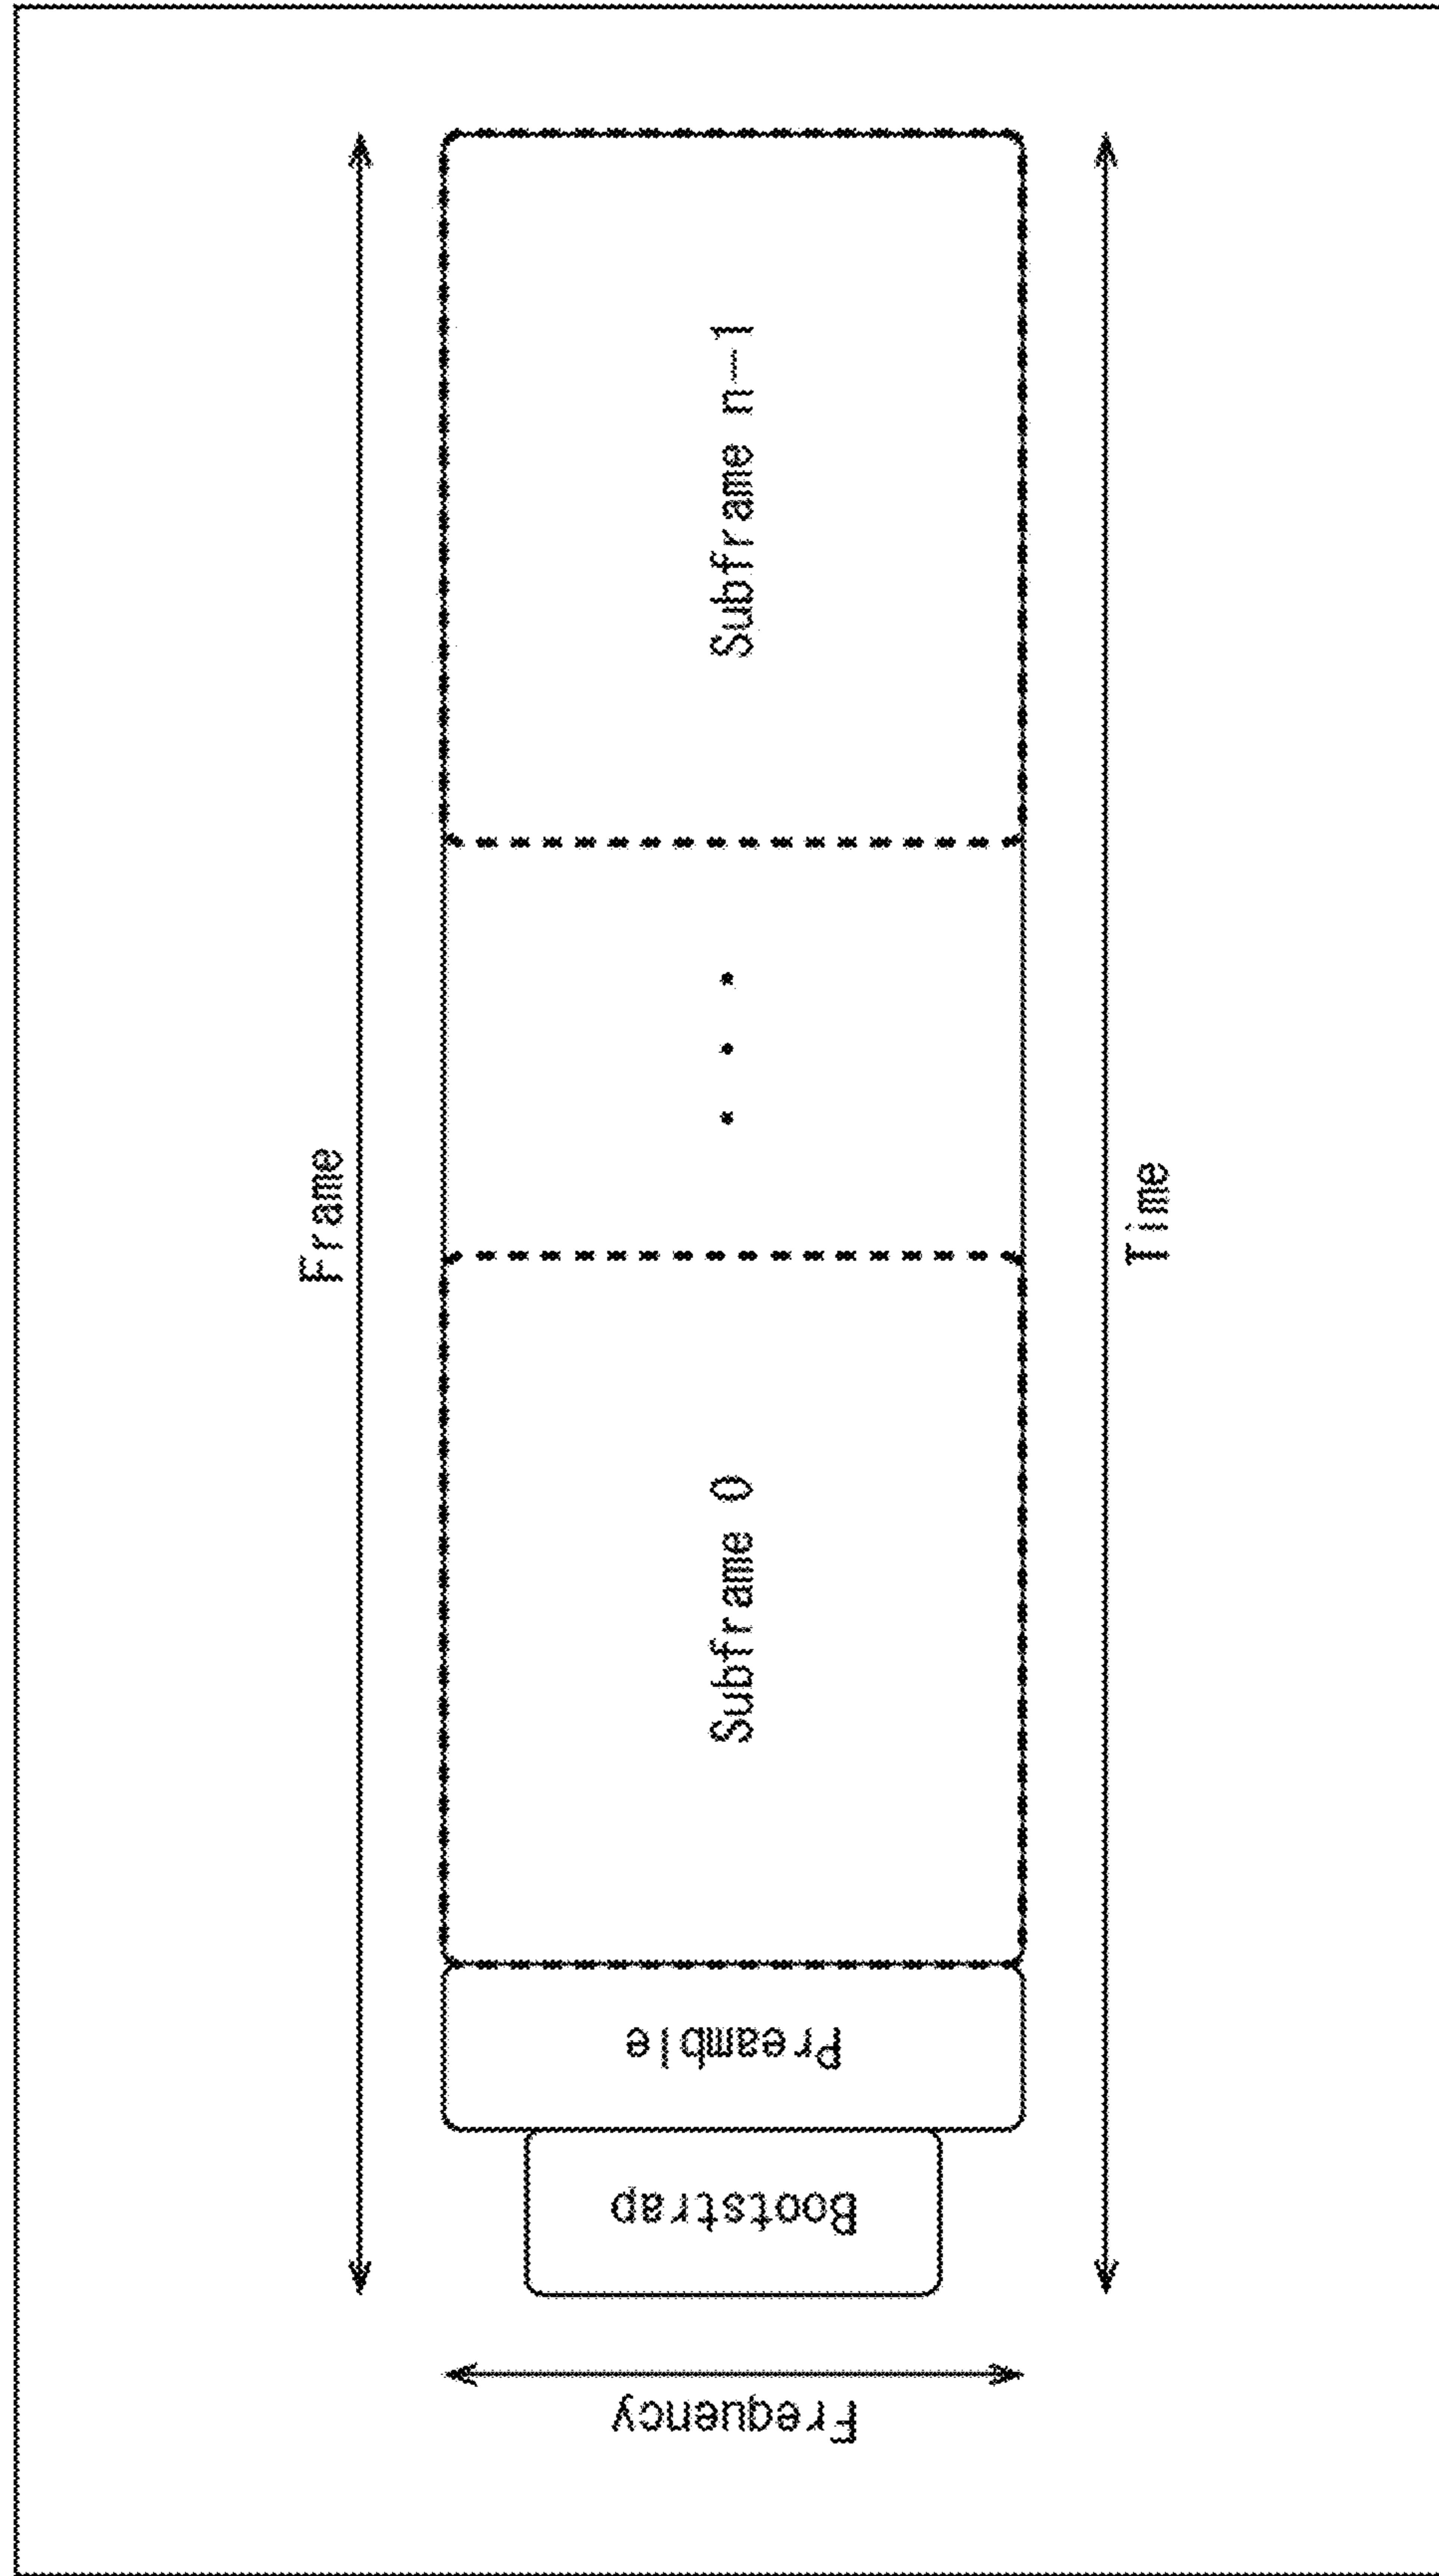 Frame
Frequency
Bootstrap
Preamble
Subframe 0
. . .
Subframe n-1
Time